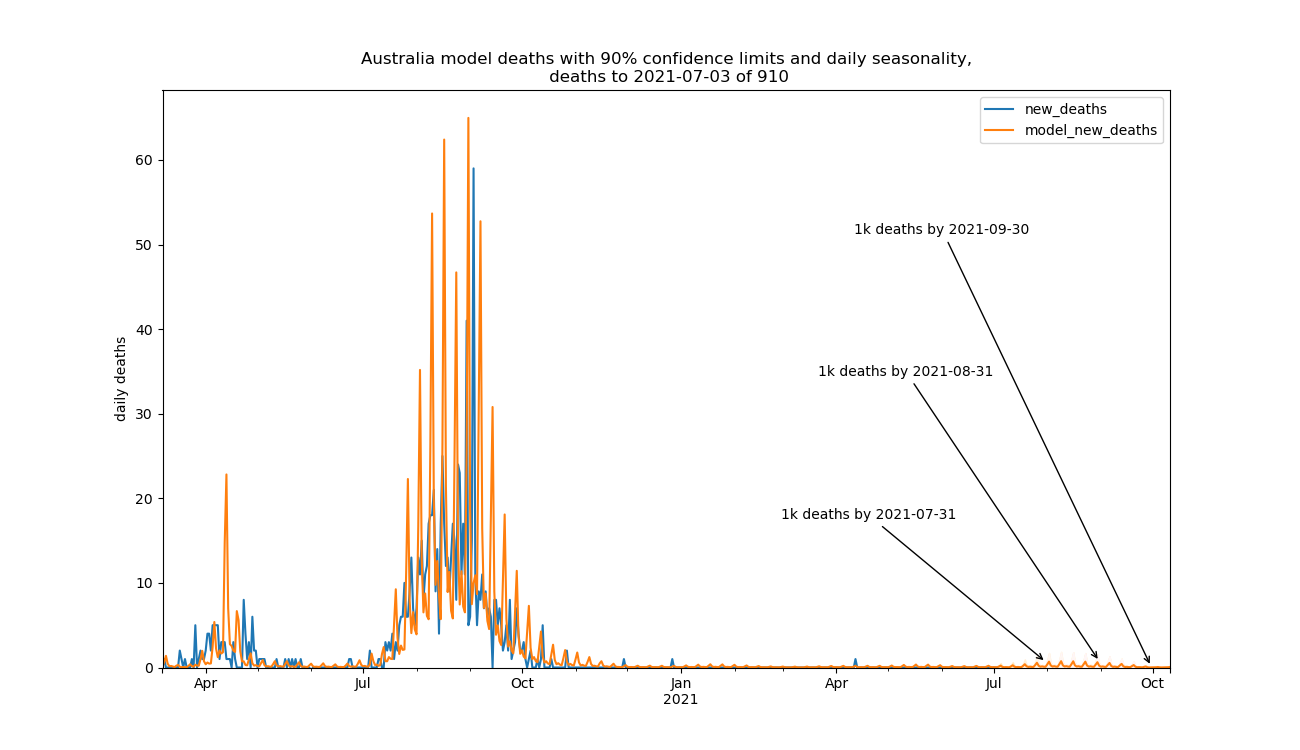 Australia model deaths with 90% confidence limits and daily seasonality,
deaths to 2021-07-03 of 910
new_deaths
model_new_deaths
60
50
40
30
20
10
0
daily deaths
1k deaths by 2021-09-30
1k deaths by 2021-08-31
1k deaths by 2021-07-31
Apr
Jul
Oct
Jan
2021
Apr
Jul
Oct